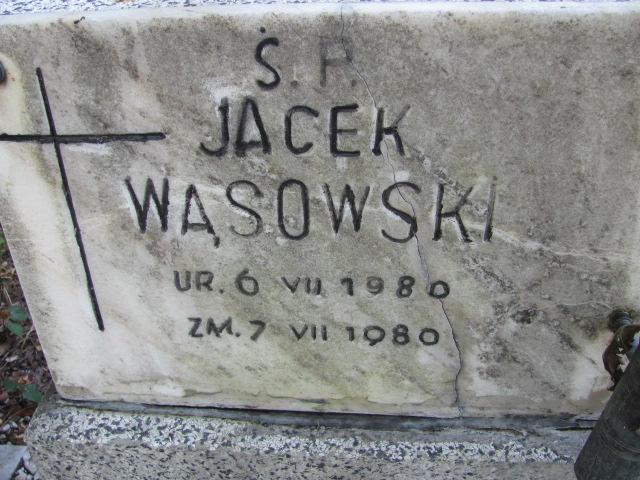 Ś. P.
JACEK
WĄSOWSKI
UR. 6 VII 1980
ZM. 7 VII 1980